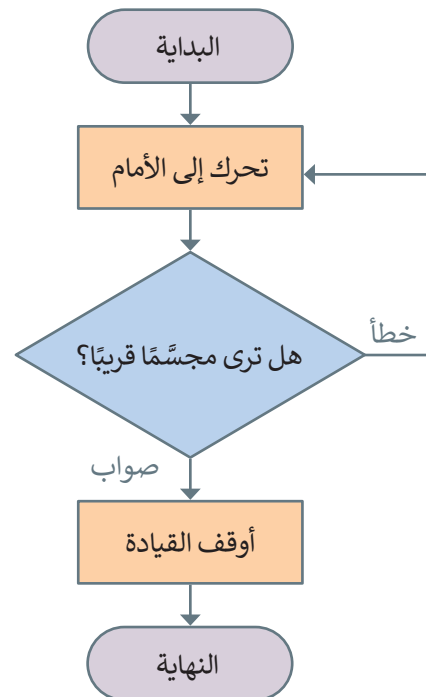 البداية
تحرك إلى الأمام
هل ترى مجسَّمًا قريبًا؟
خطأ
صواب
أوقف القيادة
النهاية